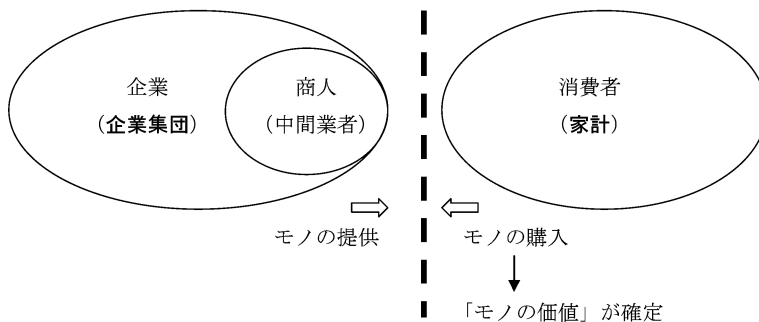 企業
（企業集団）
商人
（中間業者）
消費者
（家計）
モノの提供
モノの購入
「モノの価値」が確定